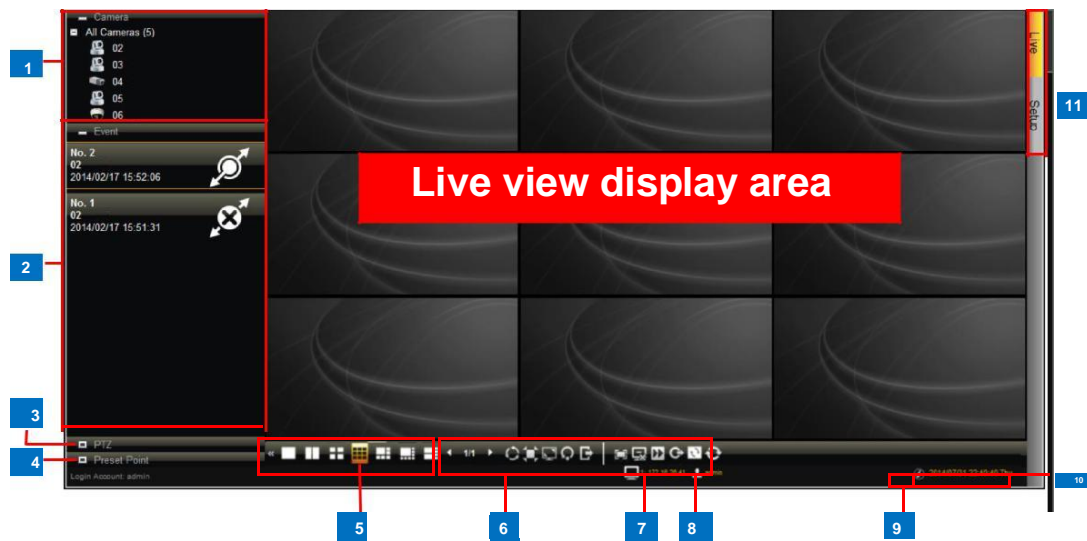 Camera
All Cameras (5)
02
03
04
05
06
Event
No. 2
02
2014/02/17 15:52:06
No. 1
02
2014/02/17 15:51:31
PTZ
Preset Point
Login Account: admin
Live view display area
Live
Setup
«
1/1
admin
1
2
3
4
5
6
7
8
9
10
11